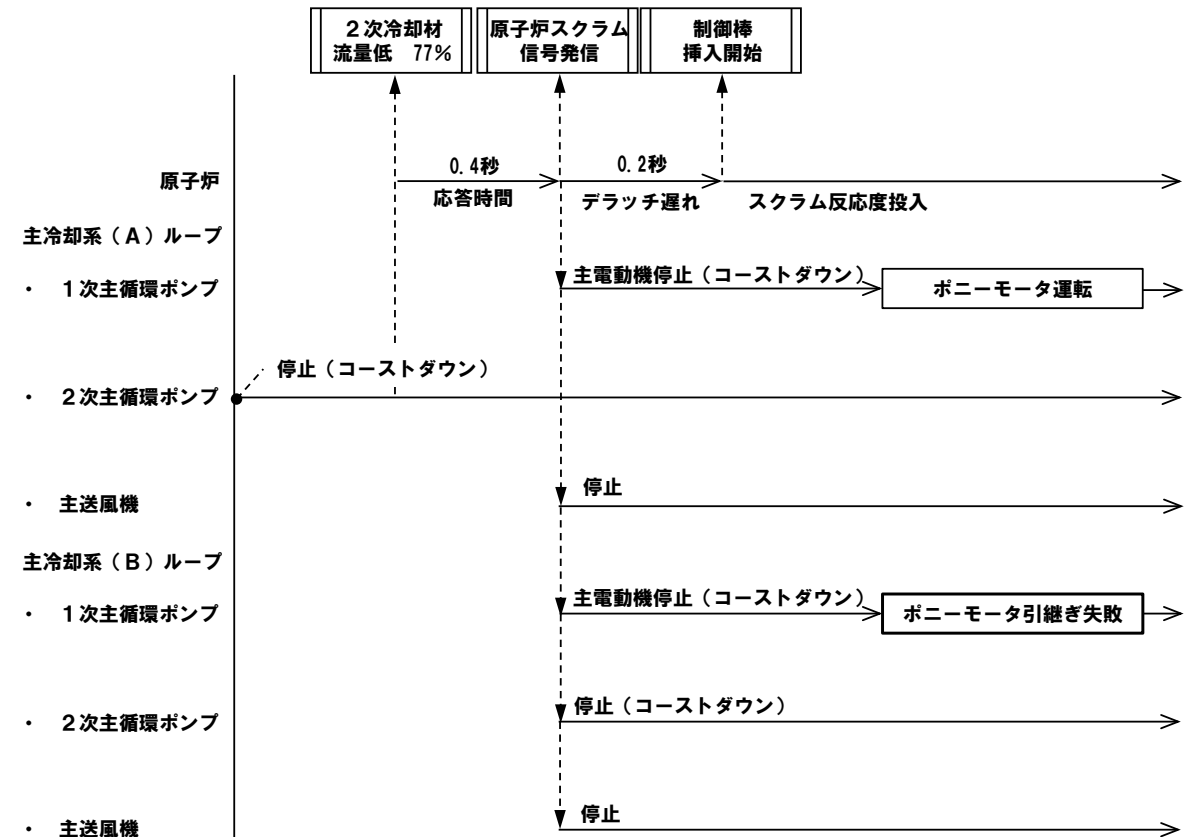 ２次冷却材
流量低　77%
原子炉スクラム
信号発信
制御棒
挿入開始
原子炉
0.4秒
応答時間
0.2秒
デラッチ遅れ
スクラム反応度投入
主冷却系（Ａ）ループ
・　１次主循環ポンプ
主電動機停止（コーストダウン）
ポニーモータ運転
停止（コーストダウン）
・　２次主循環ポンプ
・　主送風機
停止
主冷却系（Ｂ）ループ
・　１次主循環ポンプ
主電動機停止（コーストダウン）
ポニーモータ引継ぎ失敗
・　２次主循環ポンプ
停止（コーストダウン）
・　主送風機
停止